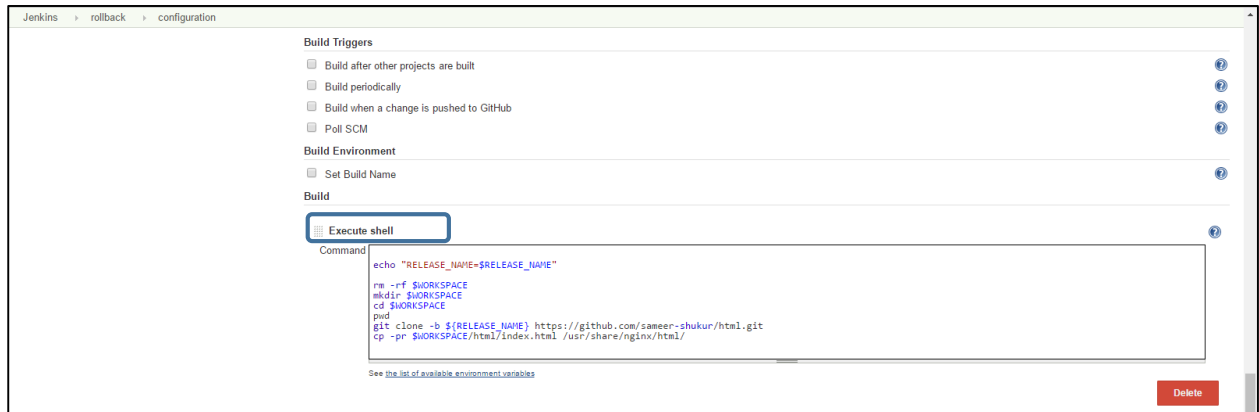 Jenkins rollback configuration
Build Triggers
Build after other projects are built
Build periodically
Build when a change is pushed to GitHub
Poll SCM
Build Environment
Set Build Name
Build
Execute shell
Command
echo "RELEASE_NAME=$RELEASE_NAME"
rm -rf $WORKSPACE
mkdir $WORKSPACE
cd $WORKSPACE
pwd
git clone -b ${RELEASE_NAME} https://github.com/sameer-shukur/html.git
cp -pr $WORKSPACE/html/index.html /usr/share/nginx/html/
See the list of available environment variables
Delete